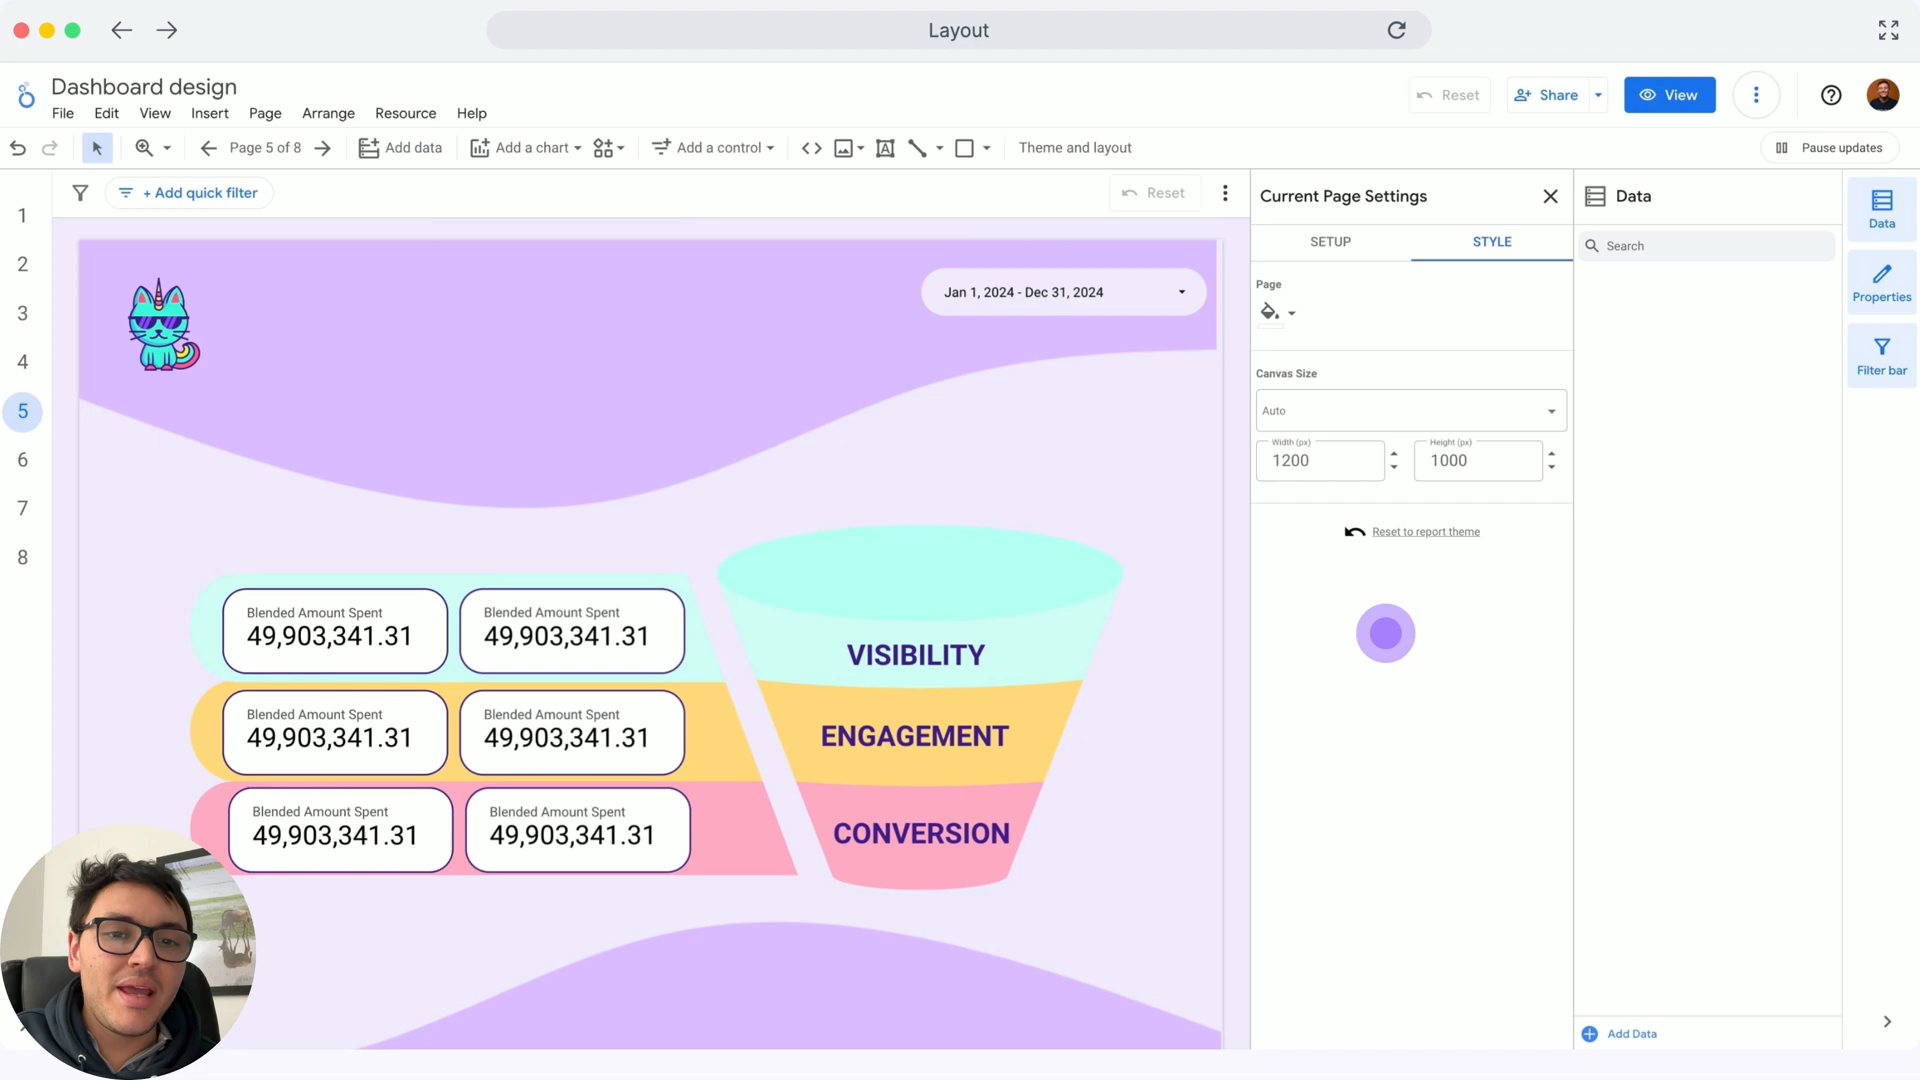 Layout
Dashboard design
File Edit View Insert Page Arrange Resource Help
Reset
Share
View
Page 5 of 8
Add data
Add a chart
Add a control
Theme and layout
Pause updates
+ Add quick filter
Reset
1
2
3
4
5
6
7
8
Jan 1, 2024 - Dec 31, 2024
Blended Amount Spent
49,903,341.31
Blended Amount Spent
49,903,341.31
Blended Amount Spent
49,903,341.31
Blended Amount Spent
49,903,341.31
Blended Amount Spent
49,903,341.31
Blended Amount Spent
49,903,341.31
VISIBILITY
ENGAGEMENT
CONVERSION
Current Page Settings
SETUP
STYLE
Page
Canvas Size
Auto
Width (px)
1200
Height (px)
1000
Reset to report theme
Data
Search
Add Data
Data
Properties
Filter bar